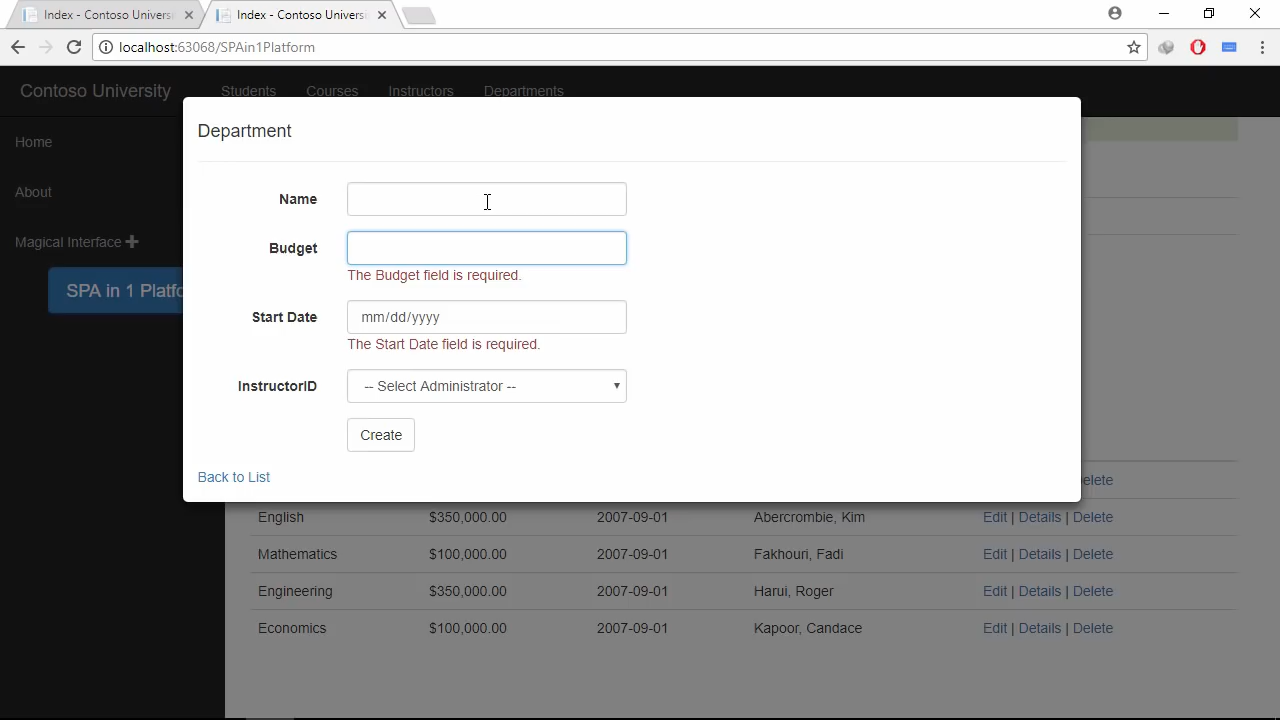 Index - Contoso Univers
Index - Contoso Univers
localhost:63068/SPAin1Platform
Contoso University Students Courses Instructors Departments
Home
About
Magical Interface
SPA in 1 Platfo
Department
Name
Budget
The Budget field is required.
Start Date mm/dd/yyyy
The Start Date field is required.
InstructorID -- Select Administrator --
Create
Back to List
elete
English $350,000.00 2007-09-01 Abercrombie, Kim Edit | Details | Delete
Mathematics $100,000.00 2007-09-01 Fakhouri, Fadi Edit | Details | Delete
Engineering $350,000.00 2007-09-01 Harui, Roger Edit | Details | Delete
Economics $100,000.00 2007-09-01 Kapoor, Candace Edit | Details | Delete